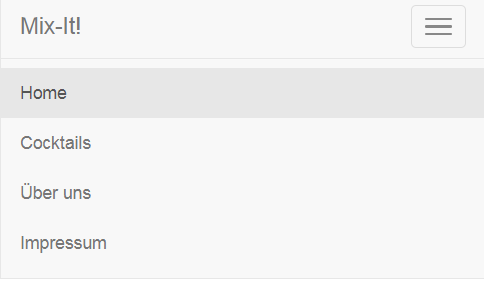 Mix-It!
Home
Cocktails
Über uns
Impressum